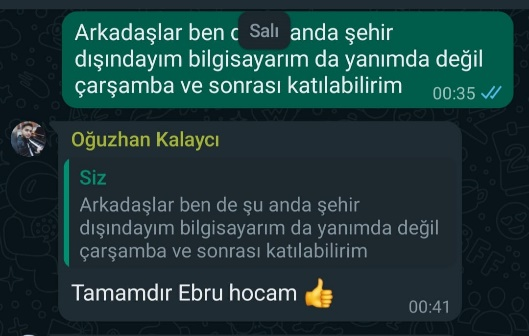 Salı
Arkadaşlar ben anda şehir
dışındayım bilgisayarım da yanımda değil
çarşamba ve sonrası katılabilirim
00:35
Oğuzhan Kalaycı
Siz
Arkadaşlar ben de şu anda şehir
dışındayım bilgisayarım da yanımda değil
çarşamba ve sonrası katılabilirim
Tamamdır Ebru hocam 👍
00:41